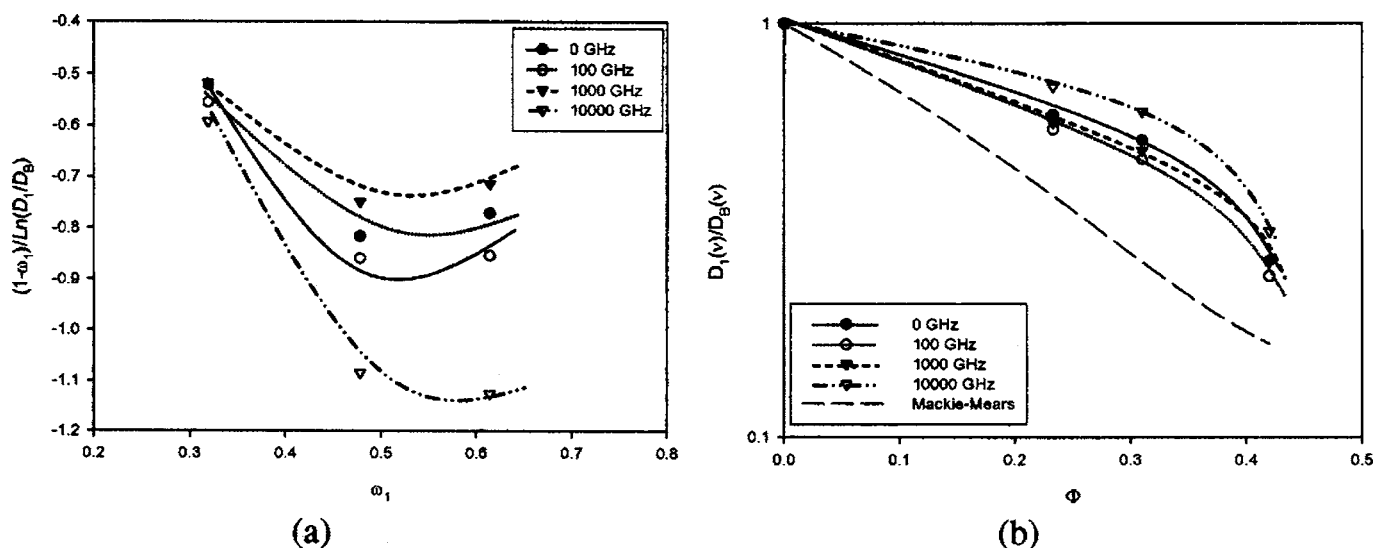 -0.4
-0.5
-0.6
-0.7
-0.8
-0.9
-1.0
-1.1
-1.2
(1-ω₁)/Ln(D₁/D_B)
0.2 0.3 0.4 0.5 0.6 0.7 0.8
ω₁
0 GHz
100 GHz
1000 GHz
10000 GHz
(a)
1
0.1
D₁(ν)/D_B(ν)
0.0 0.1 0.2 0.3 0.4 0.5
Φ
0 GHz
100 GHz
1000 GHz
10000 GHz
Mackie-Mears
(b)